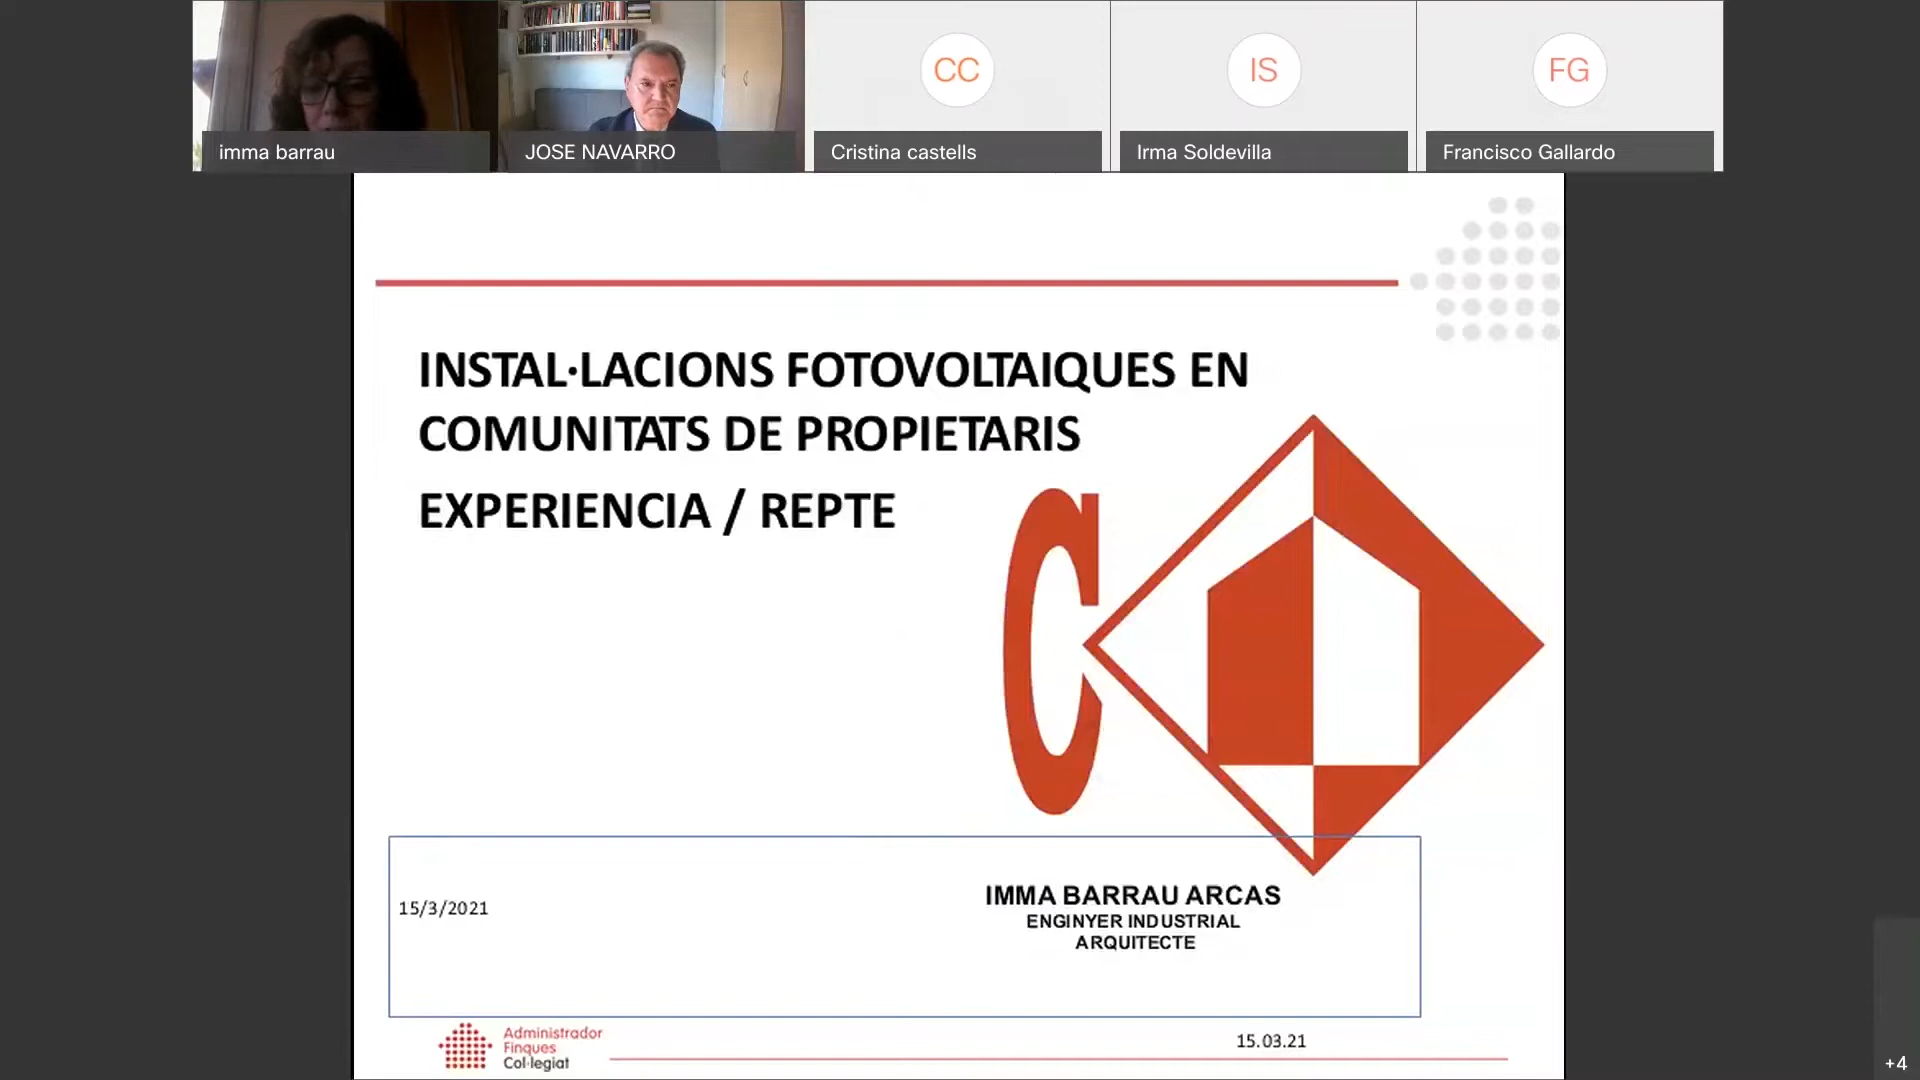 CC
IS
FG
imma barrau
JOSE NAVARRO
Cristina castells
Irma Soldevilla
Francisco Gallardo
INSTAL·LACIONS FOTOVOLTAIQUES EN
COMUNITATS DE PROPIETARIS
EXPERIENCIA / REPTE
C
15/3/2021
IMMA BARRAU ARCAS
ENGINYER INDUSTRIAL
ARQUITECTE
Administrador
Finques
Col·legiat
15.03.21
+4